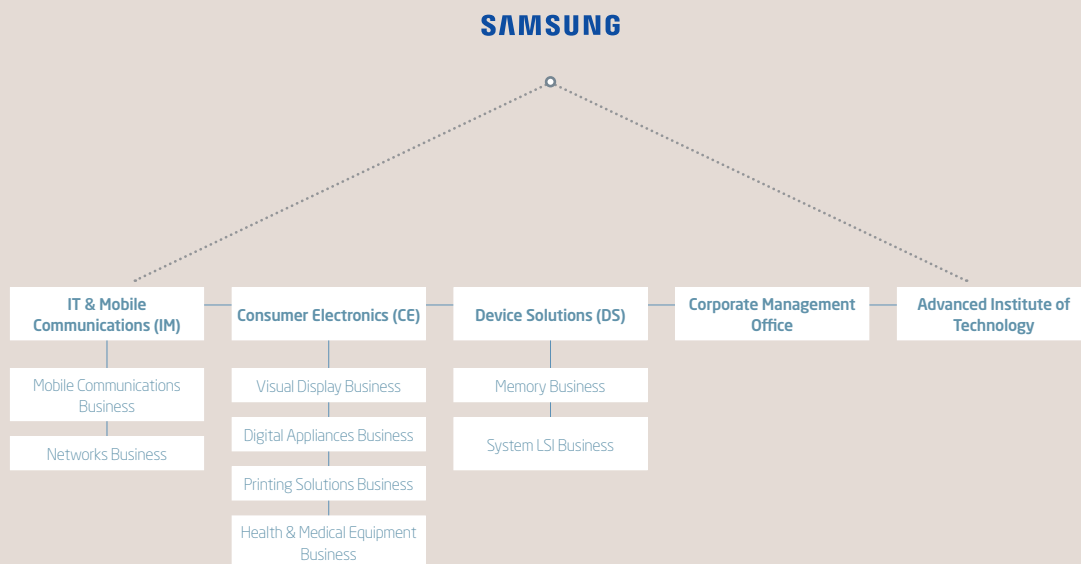 SAMSUNG
IT & Mobile
Communications (IM)
Consumer Electronics (CE)
Device Solutions (DS)
Corporate Management
Office
Advanced Institute of
Technology
Mobile Communications
Business
Networks Business
Visual Display Business
Digital Appliances Business
Printing Solutions Business
Health & Medical Equipment
Business
Memory Business
System LSI Business